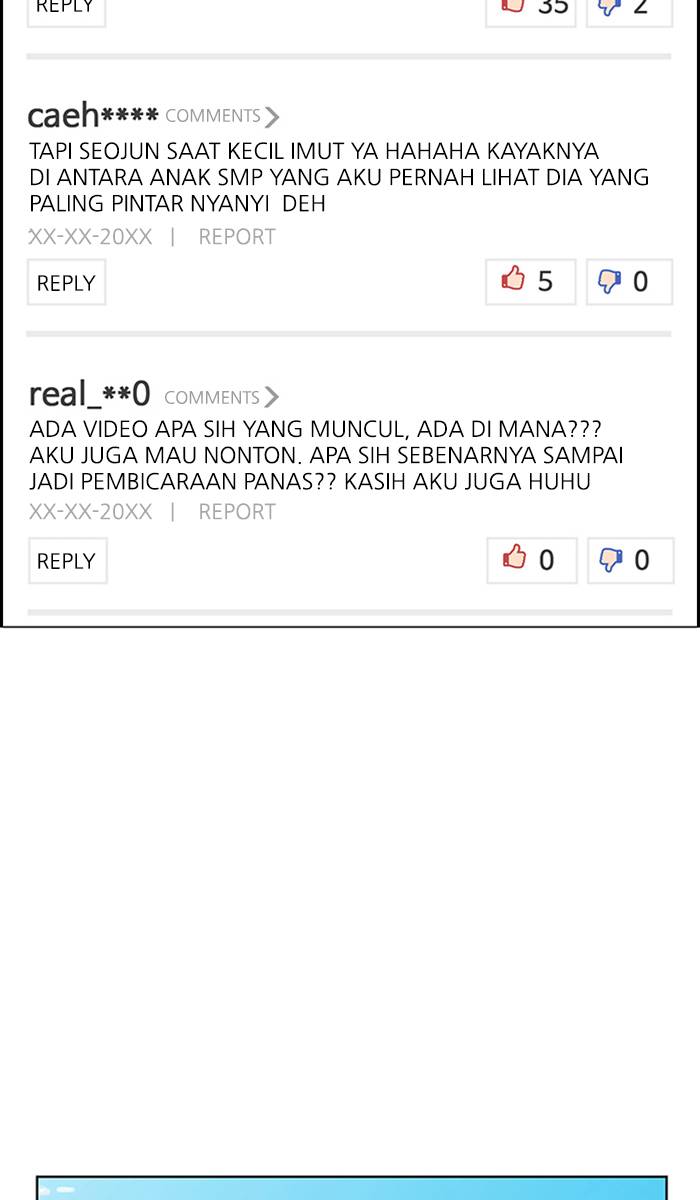 REPLY 35 2
caeh**** COMMENTS >
TAPI SEOJUN SAAT KECIL IMUT YA HAHAHA KAYAKNYA
DI ANTARA ANAK SMP YANG AKU PERNAH LIHAT DIA YANG
PALING PINTAR NYANYI DEH
XX-XX-20XX | REPORT
REPLY 5 0
real_**0 COMMENTS >
ADA VIDEO APA SIH YANG MUNCUL, ADA DI MANA???
AKU JUGA MAU NONTON. APA SIH SEBENARNYA SAMPAI
JADI PEMBICARAAN PANAS?? KASIH AKU JUGA HUHU
XX-XX-20XX | REPORT
REPLY 0 0